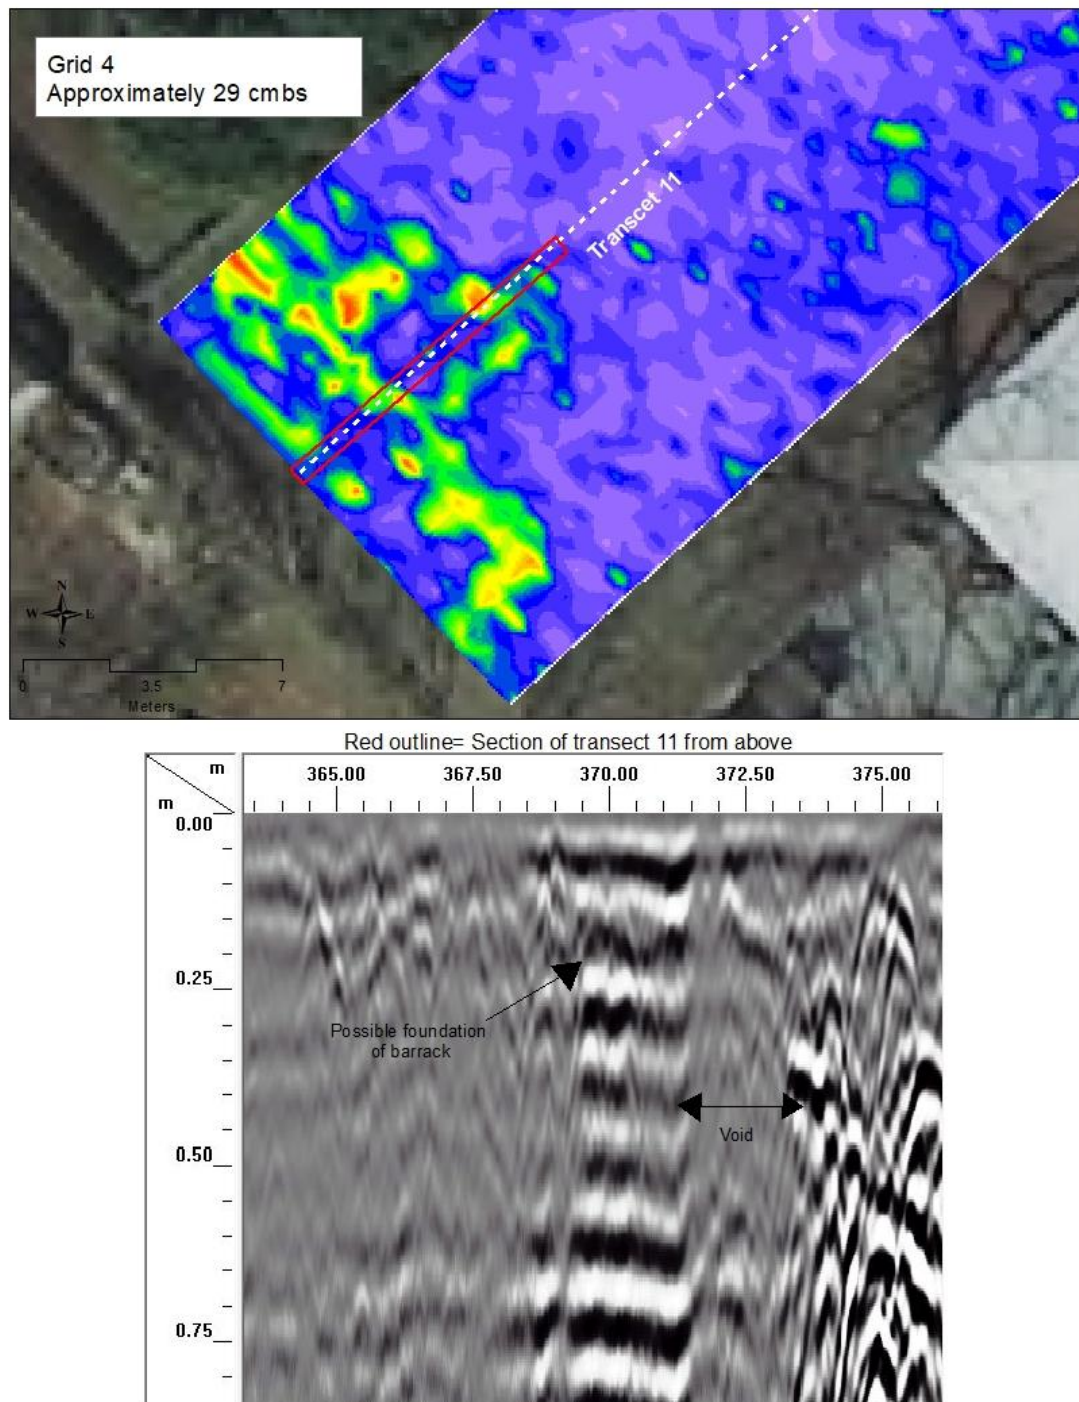 Grid 4
Approximately 29 cmbs
Transcet 11
N
W E
S
0 3.5 7
Meters
Red outline= Section of transect 11 from above
m
m
365.00 367.50 370.00 372.50 375.00
0.00
0.25
Possible foundation
of barrack
Void
0.50
0.75